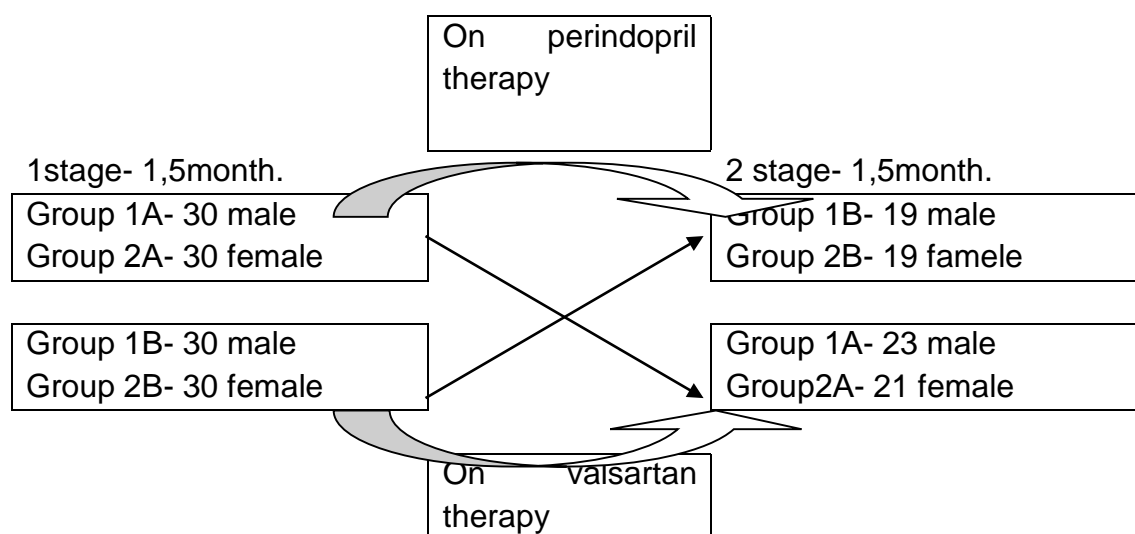 On perindopril
therapy
1stage- 1,5month.
2 stage- 1,5month.
Group 1A- 30 male
Group 2A- 30 female
Group 1B- 19 male
Group 2B- 19 famele
Group 1B- 30 male
Group 2B- 30 female
Group 1A- 23 male
Group2A- 21 female
On valsartan
therapy